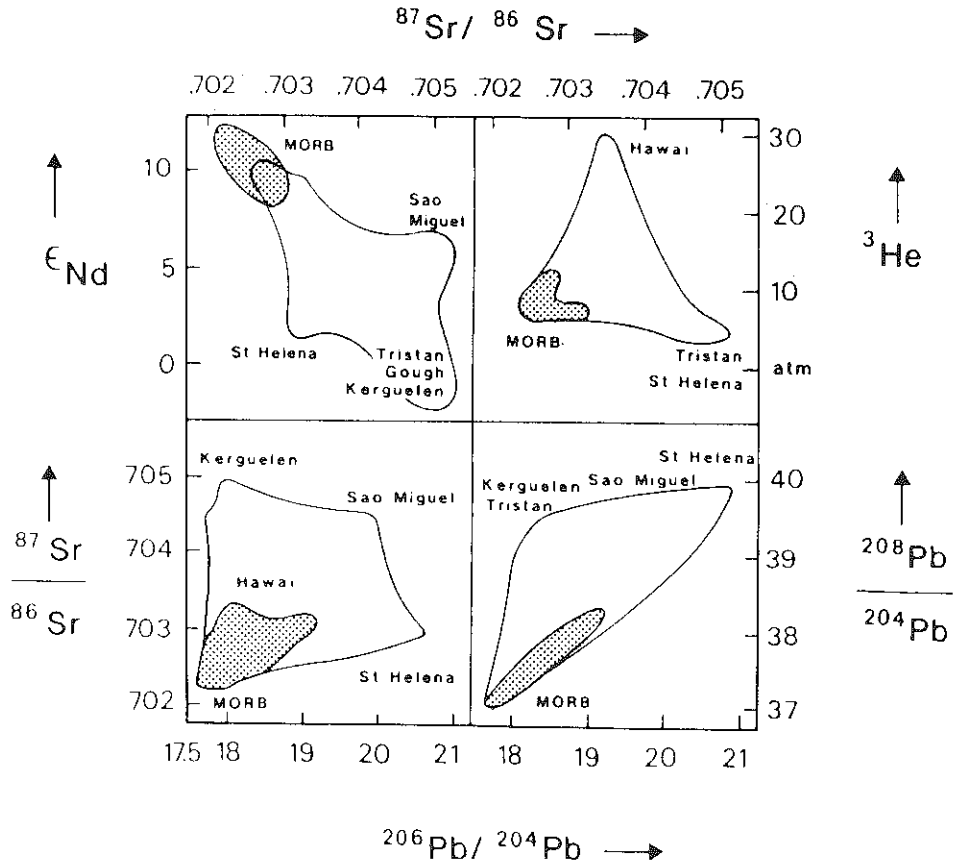 ⁸⁷Sr/ ⁸⁶Sr
.702 .703 .704 .705 .702 .703 .704 .705
MORB
Hawai
30
10
Sao
Miguel
20
ϵNd
³He
5
10
MORB.
St Helena
Tristan
Gough
Kerguelen
Tristan
St Helena
0
atm
Kerguelen
St Helena
705
Sao Miguel
Kerguelen
Tristan
Sao Miguel
40
⁸⁷Sr
⁸⁶Sr
704
Hawai
39
²⁰⁸Pb
²⁰⁴Pb
703
38
St Helena
702
MORB
MORB
37
17.5 18 19 20 21 18 19 20 21
²⁰⁶Pb/ ²⁰⁴Pb